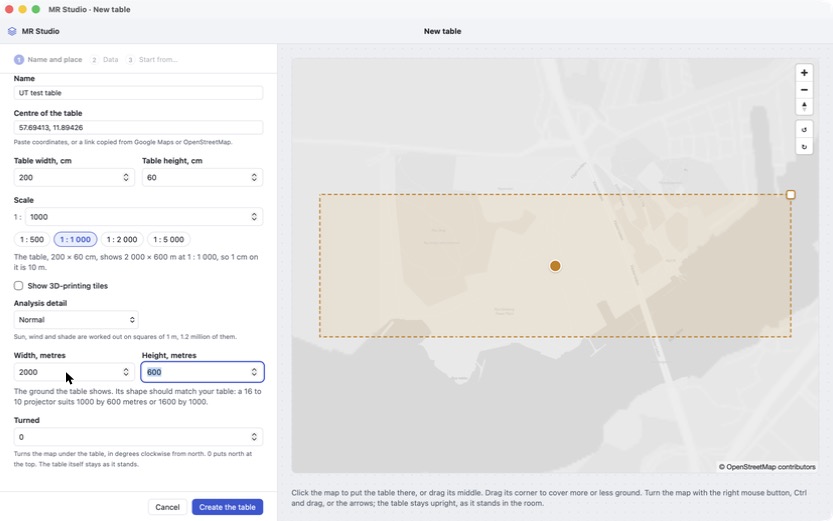 MR Studio · New table
MR Studio
New table
1 Name and place 2 Data 3 Start from...
Name
UT test table
Centre of the table
57.69413, 11.89426
Paste coordinates, or a link copied from Google Maps or OpenStreetMap.
Table width, cm Table height, cm
200 60
Scale
1 : 1000
1 : 500 1 : 1 000 1 : 2 000 1 : 5 000
The table, 200 × 60 cm, shows 2 000 × 600 m at 1 : 1 000, so 1 cm on
it is 10 m.
Show 3D-printing tiles
Analysis detail
Normal
Sun, wind and shade are worked out on squares of 1 m, 1.2 million of them.
Width, metres Height, metres
2000 600
The ground the table shows. Its shape should match your table: a 16 to
10 projector suits 1000 by 600 metres or 1600 by 1000.
Turned
0
Turns the map under the table, in degrees clockwise from north. 0 puts north at
the top. The table itself stays as it stands.
Cancel Create the table
© OpenStreetMap contributors
Click the map to put the table there, or drag its middle. Drag its corner to cover more or less ground. Turn the map with the right mouse button, Ctrl
and drag, or the arrows; the table stays upright, as it stands in the room.